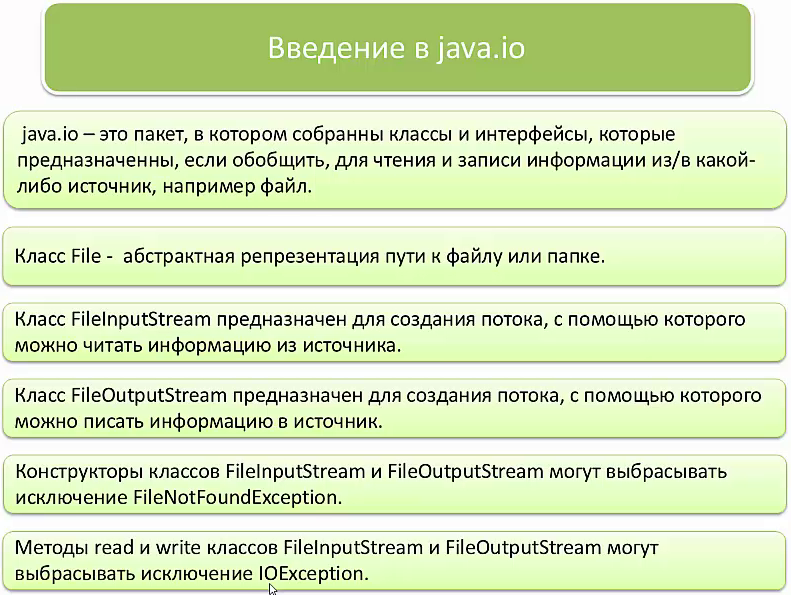 Введение в java.io
java.io – это пакет, в котором собранны классы и интерфейсы, которые
предназначенны, если обобщить, для чтения и записи информации из/в какой-
либо источник, например файл.
Класс File - абстрактная репрезентация пути к файлу или папке.
Класс FileInputStream предназначен для создания потока, с помощью которого
можно читать информацию из источника.
Класс FileOutputStream предназначен для создания потока, с помощью которого
можно писать информацию в источник.
Конструкторы классов FileInputStream и FileOutputStream могут выбрасывать
исключение FileNotFoundException.
Методы read и write классов FileInputStream и FileOutputStream могут
выбрасывать исключение IOException.